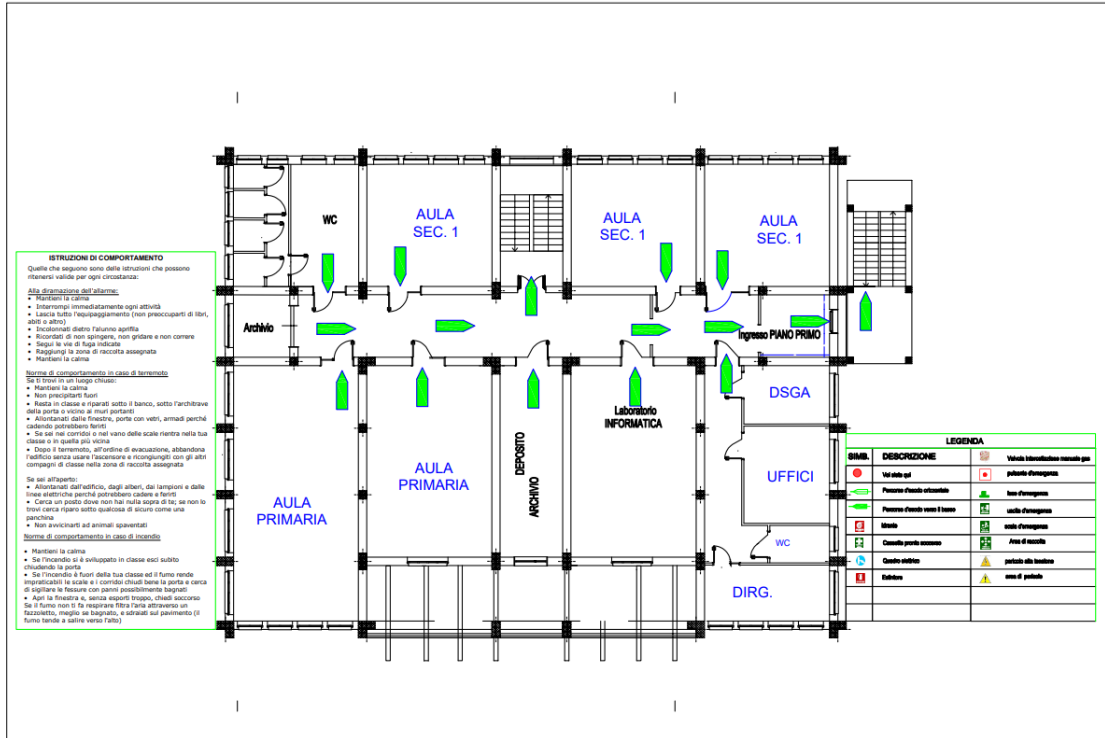 WC
AULA
SEC. 1
AULA
SEC. 1
AULA
SEC. 1
ISTRUZIONI DI COMPORTAMENTO
Quelle che seguono sono delle istruzioni che possono
ritenersi valide per ogni circostanza:
Alla diramazione dell'allarme:
• Mantieni la calma
• Interrompi immediatamente ogni attività
• Lascia tutto l'equipaggiamento (non preoccuparti di libri,
abiti o altro)
• Incolonnati dietro l'alunno aprifila
• Ricordati di non spingere, non gridare e non correre
• Segui le vie di fuga indicate
• Raggiungi la zona di raccolta assegnata
• Mantieni la calma
Norme di comportamento in caso di terremoto
Se ti trovi in un luogo chiuso:
• Mantieni la calma
• Non precipitarti fuori
• Resta in classe e riparati sotto il banco, sotto l'architrave
della porta o vicino ai muri portanti
• Allontanati dalle finestre, porte con vetri, armadi perché
cadendo potrebbero ferirti
• Se sei nei corridoi o nel vano delle scale rientra nella tua
classe o in quella più vicina
• Dopo il terremoto, all'ordine di evacuazione, abbandona
l'edificio senza usare l'ascensore e ricongiungiti con gli altri
compagni di classe nella zona di raccolta assegnata
Se sei all'aperto:
• Allontanati dall'edificio, dagli alberi, dai lampioni e dalle
linee elettriche perché potrebbero cadere e ferirti
• Cerca un posto dove non hai nulla sopra di te; se non lo
trovi cerca riparo sotto qualcosa di sicuro come una
panchina
• Non avvicinarti ad animali spaventati
Norme di comportamento in caso di incendio
• Mantieni la calma
• Se l'incendio si è sviluppato in classe esci subito
chiudendo la porta
• Se l'incendio è fuori della tua classe ed il fumo rende
impraticabili le scale e i corridoi chiudi bene la porta e cerca
di sigillare le fessure con panni possibilmente bagnati
• Apri la finestra e, senza esporti troppo, chiedi soccorso
Se il fumo non ti fa respirare filtra l'aria attraverso un
fazzoletto, meglio se bagnato, e sdraiati sul pavimento (il
fumo tende a salire verso l'alto)
Archivio
Ingresso PIANO PRIMO
DSGA
Laboratorio
INFORMATICA
DEPOSITO
ARCHIVIO
AULA
PRIMARIA
AULA
PRIMARIA
UFFICI
WC
DIRG.
LEGENDA
SIMB. DESCRIZIONE
Voi siete qui
Percorso d'esodo orizzontale
Percorso d'esodo verso il basso
Idrante
Cassetta pronto soccorso
Quadro elettrico
Estintore
Valvola intercettazione manuale gas
pulsante d'emergenza
luce d'emergenza
uscita d'emergenza
scale d'emergenza
Area di raccolta
pericolo alta tensione
area di pericolo